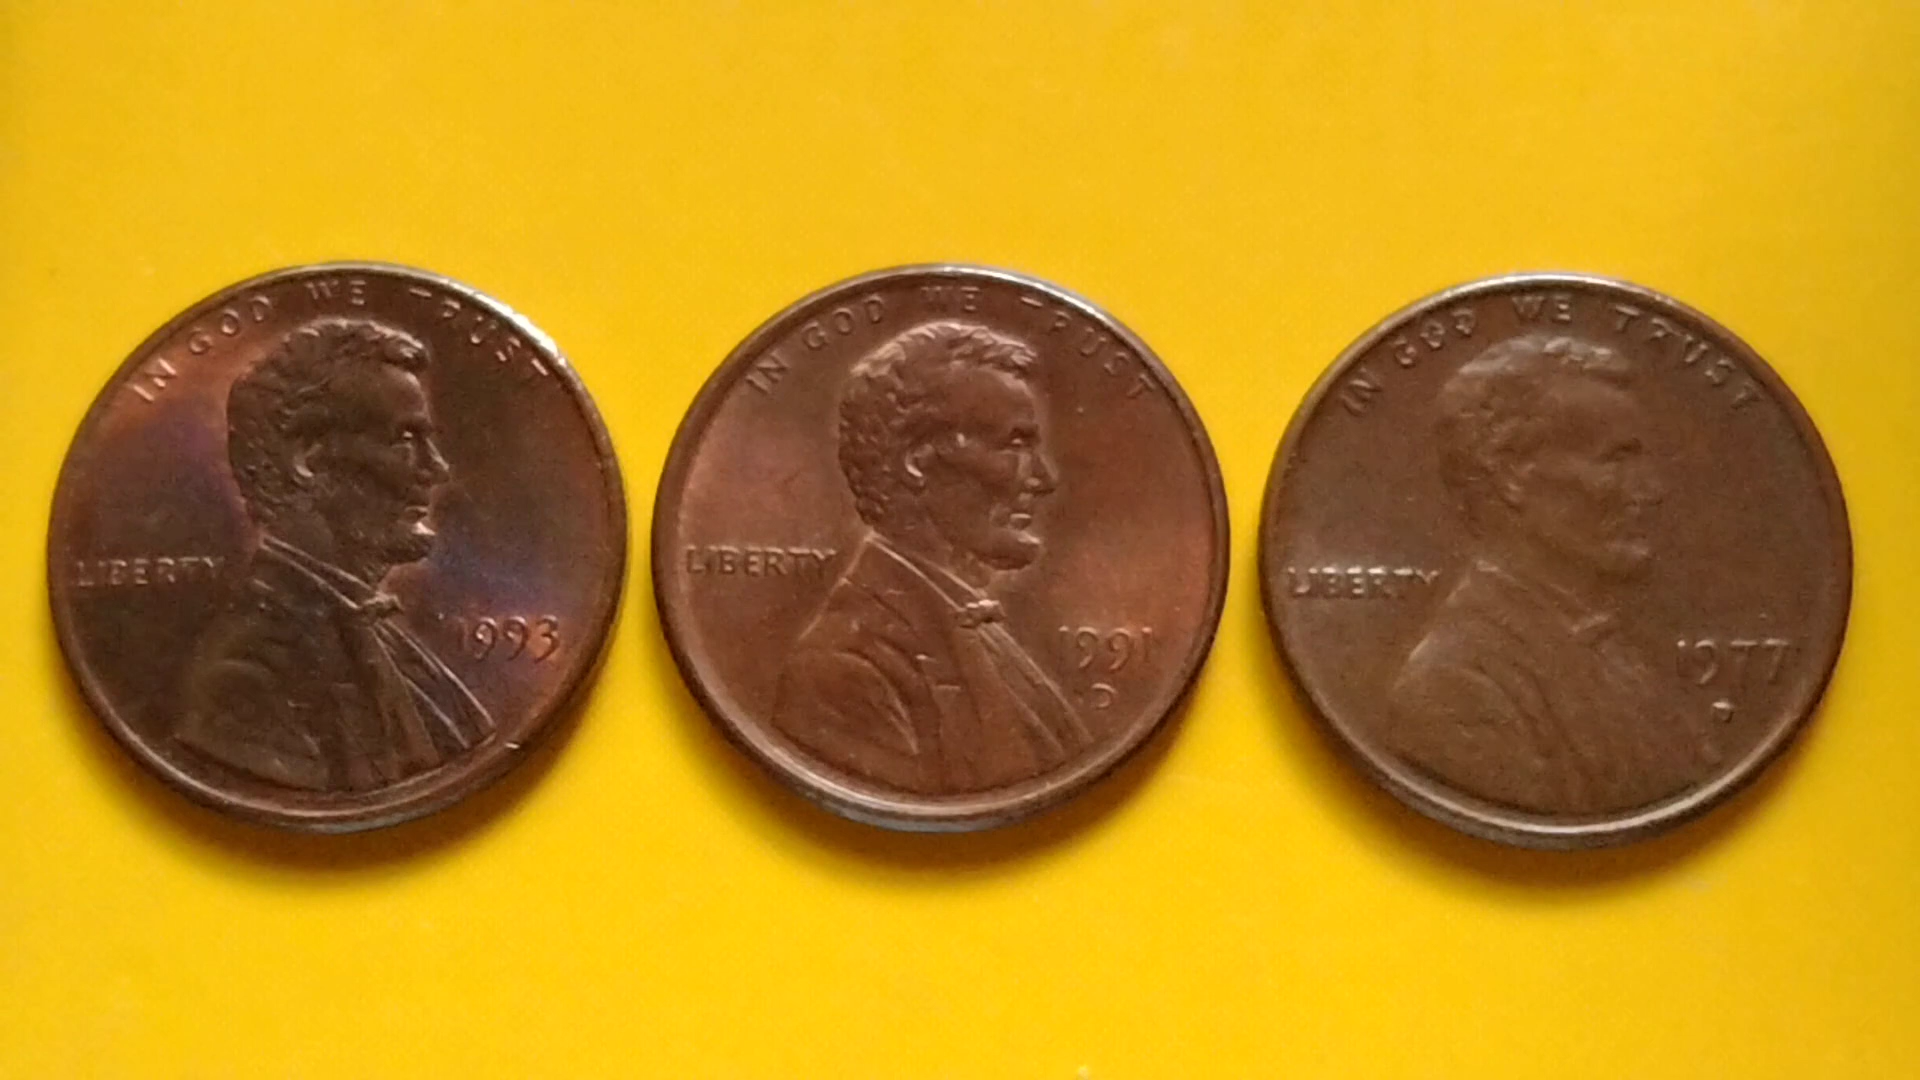 IN GOD WE TRUST
LIBERTY
1993
IN GOD WE TRUST
LIBERTY
1991
D
IN GOD WE TRUST
LIBERTY
1977
D